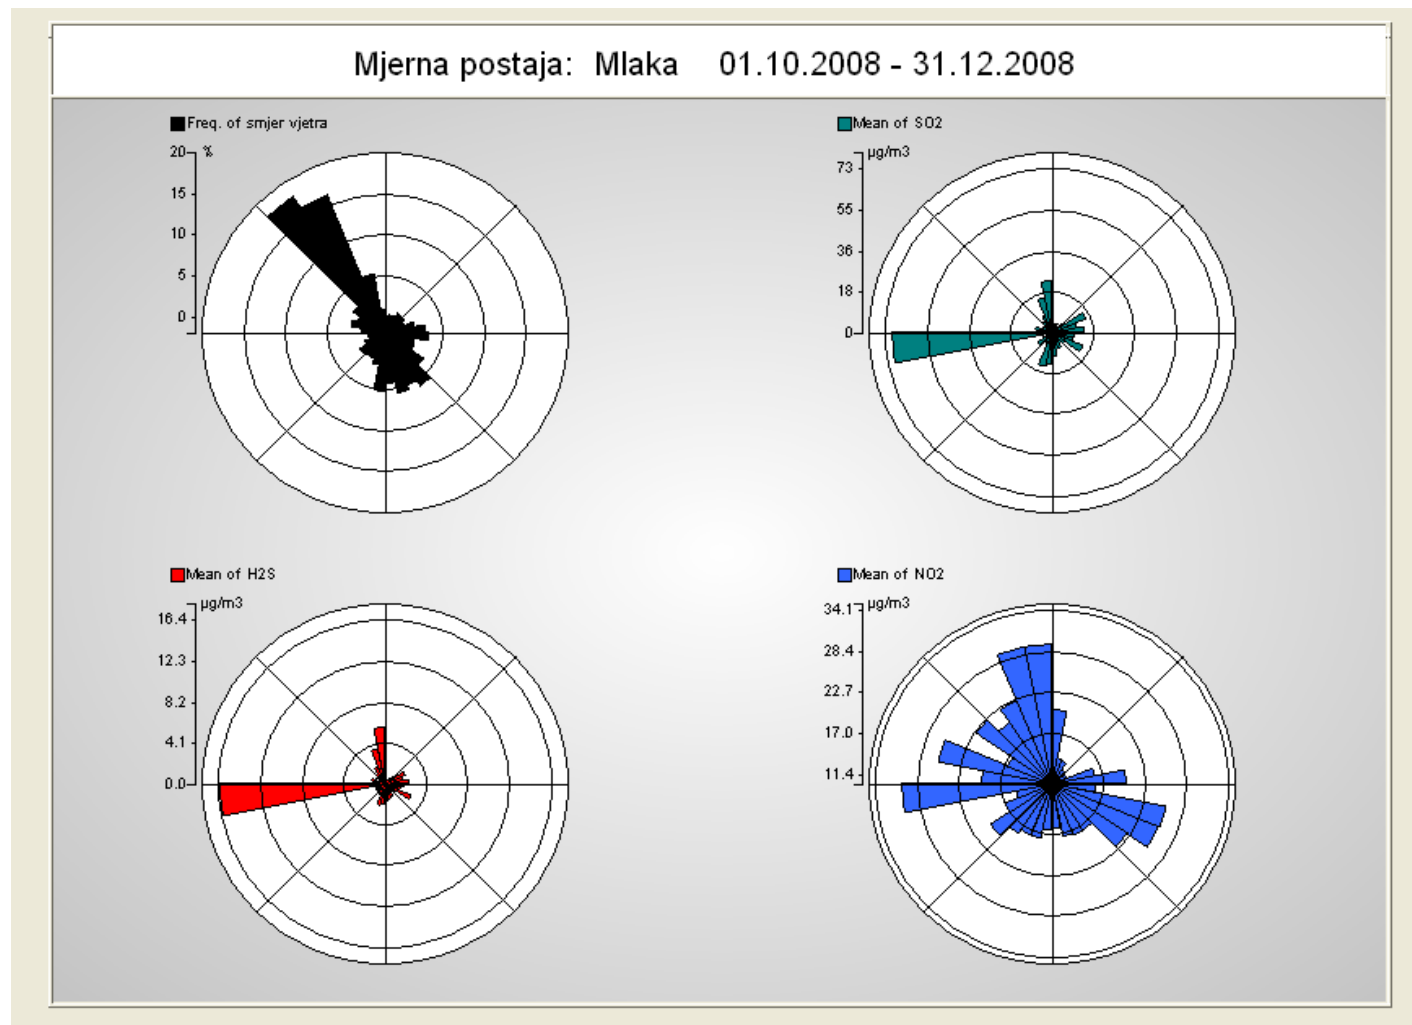 Mjerna postaja: Mlaka 01.10.2008 - 31.12.2008
Freq. of smjer vjetra
20 %
15
10
5
0
Mean of SO2
µg/m3
73
55
36
18
0
Mean of H2S
µg/m3
16.4
12.3
8.2
4.1
0.0
Mean of NO2
34.1 µg/m3
28.4
22.7
17.0
11.4